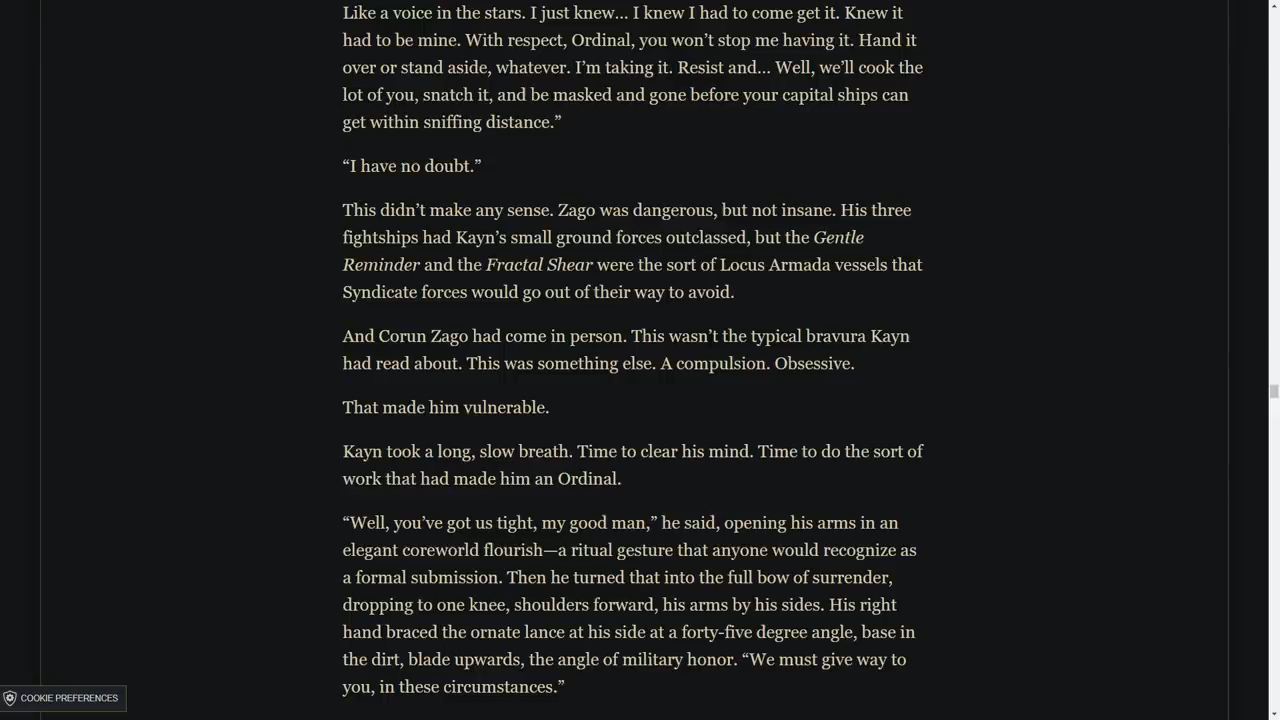 Like a voice in the stars. I just knew… I knew I had to come get it. Knew it
had to be mine. With respect, Ordinal, you won’t stop me having it. Hand it
over or stand aside, whatever. I’m taking it. Resist and… Well, we’ll cook the
lot of you, snatch it, and be masked and gone before your capital ships can
get within sniffing distance.”
“I have no doubt.”
This didn’t make any sense. Zago was dangerous, but not insane. His three
fightships had Kayn’s small ground forces outclassed, but the Gentle
Reminder and the Fractal Shear were the sort of Locus Armada vessels that
Syndicate forces would go out of their way to avoid.
And Corun Zago had come in person. This wasn’t the typical bravura Kayn
had read about. This was something else. A compulsion. Obsessive.
That made him vulnerable.
Kayn took a long, slow breath. Time to clear his mind. Time to do the sort of
work that had made him an Ordinal.
“Well, you’ve got us tight, my good man,” he said, opening his arms in an
elegant coreworld flourish—a ritual gesture that anyone would recognize as
a formal submission. Then he turned that into the full bow of surrender,
dropping to one knee, shoulders forward, his arms by his sides. His right
hand braced the ornate lance at his side at a forty-five degree angle, base in
the dirt, blade upwards, the angle of military honor. “We must give way to
you, in these circumstances.”
COOKIE PREFERENCES